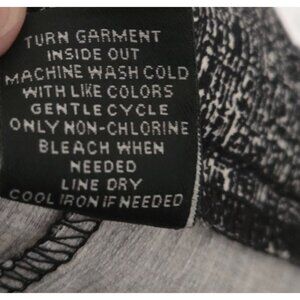 TURN GARMENT
INSIDE OUT
MACHINE WASH COLD
WITH LIKE COLORS
GENTLE CYCLE
ONLY NON-CHLORINE
BLEACH WHEN
NEEDED
LINE DRY
COOL IRON IF NEEDED